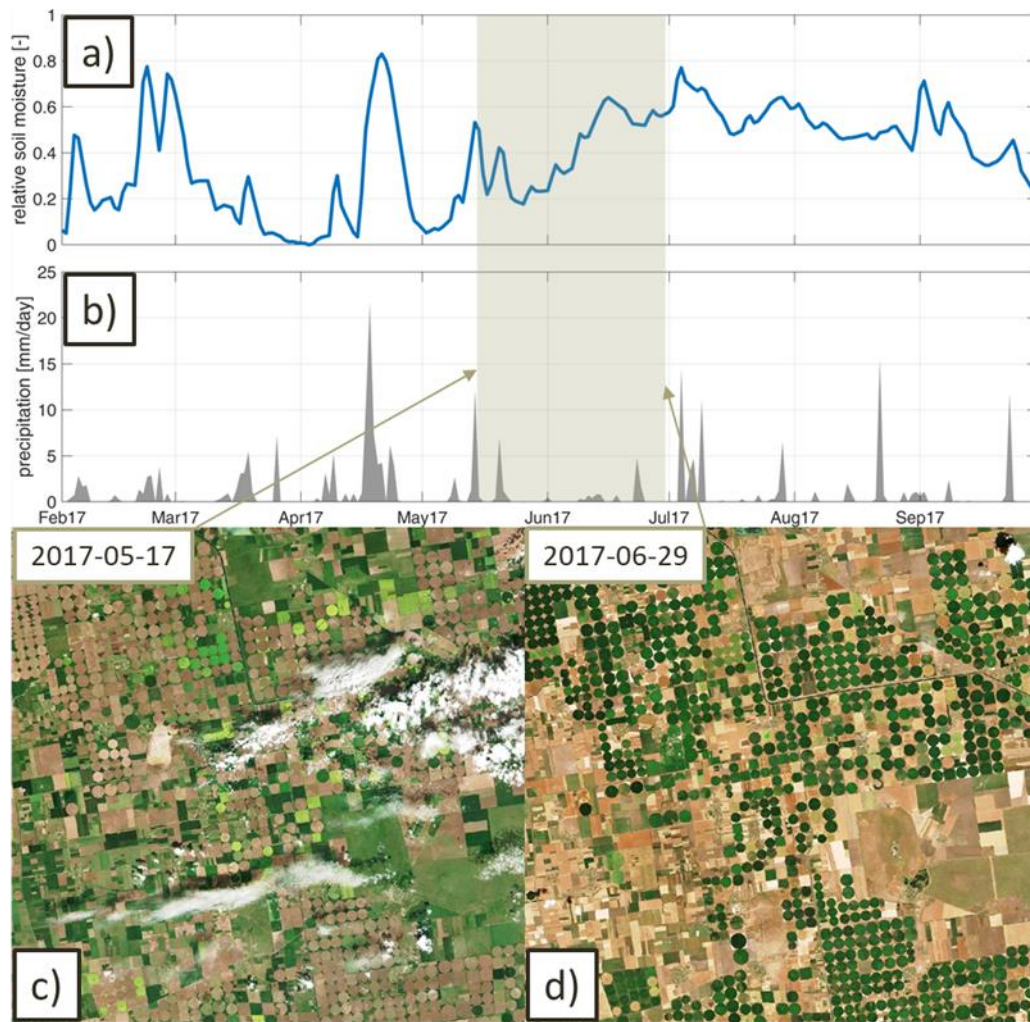 a)
relative soil moisture [-]
1
0.8
0.6
0.4
0.2
0
Feb17 Mar17 Apr17 May17 Jun17 Jul17 Aug17 Sep17
b)
precipitation [mm/day]
25
20
15
10
5
0
2017-05-17
2017-06-29
c)
d)